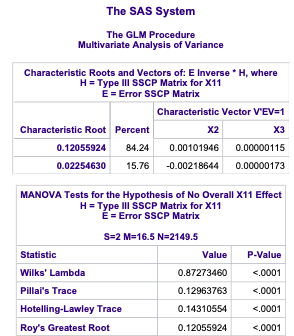 The SAS System
The GLM Procedure
Multivariate Analysis of Variance
Characteristic Roots and Vectors of: E Inverse * H, where
H = Type III SSCP Matrix for X11
E = Error SSCP Matrix
Characteristic Vector V'EV=1
Characteristic Root Percent X2 X3
0.12055924 84.24 0.00101946 0.00000115
0.02254630 15.76 -0.00218644 0.00000173
MANOVA Tests for the Hypothesis of No Overall X11 Effect
H = Type III SSCP Matrix for X11
E = Error SSCP Matrix
S=2 M=16.5 N=2149.5
Statistic Value P-Value
Wilks' Lambda 0.87273460 <.0001
Pillai's Trace 0.12963763 <.0001
Hotelling-Lawley Trace 0.14310554 <.0001
Roy's Greatest Root 0.12055924 <.0001